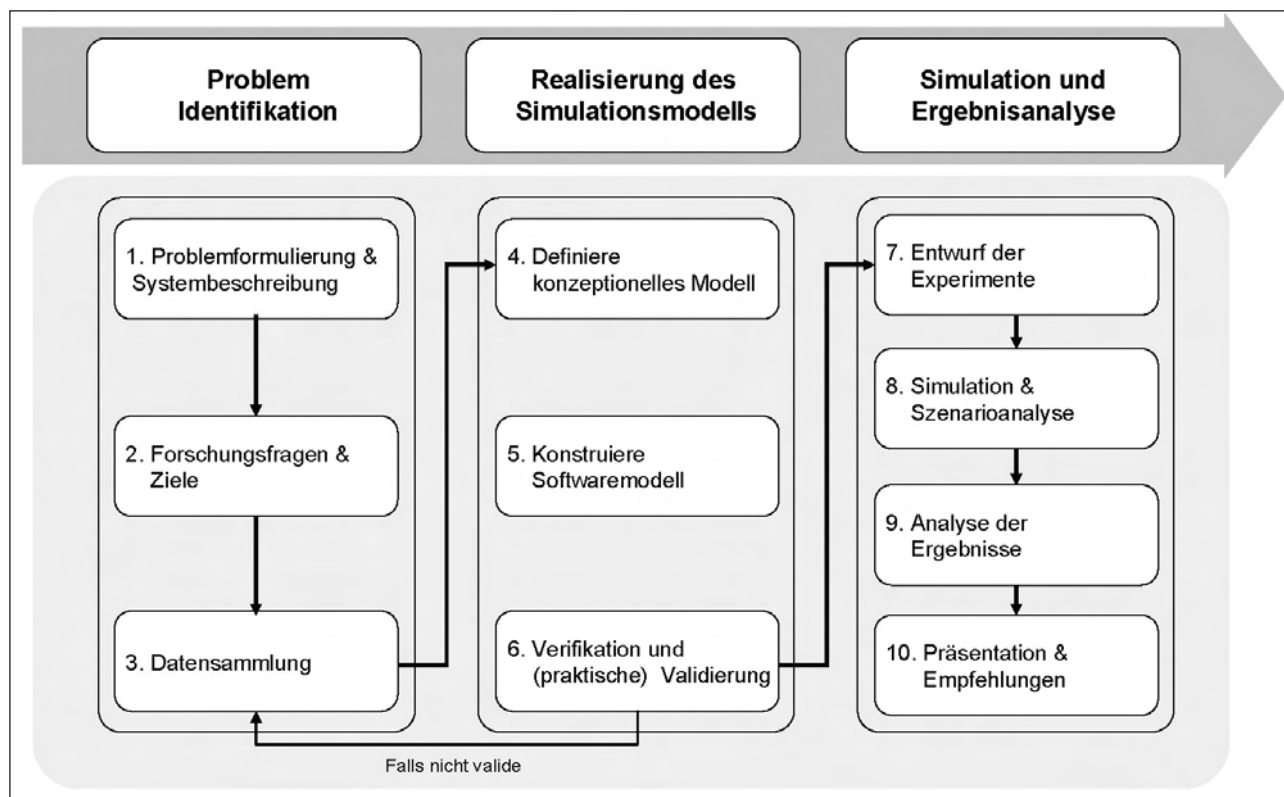 Problem
Identifikation
Realisierung des
Simulationsmodells
Simulation und
Ergebnisanalyse
1. Problemformulierung &
Systembeschreibung
2. Forschungsfragen &
Ziele
3. Datensammlung
4. Definiere
konzeptionelles Modell
5. Konstruiere
Softwaremodell
6. Verifikation und
(praktische) Validierung
7. Entwurf der
Experimente
8. Simulation &
Szenarioanalyse
9. Analyse der
Ergebnisse
10. Präsentation &
Empfehlungen
Falls nicht valide